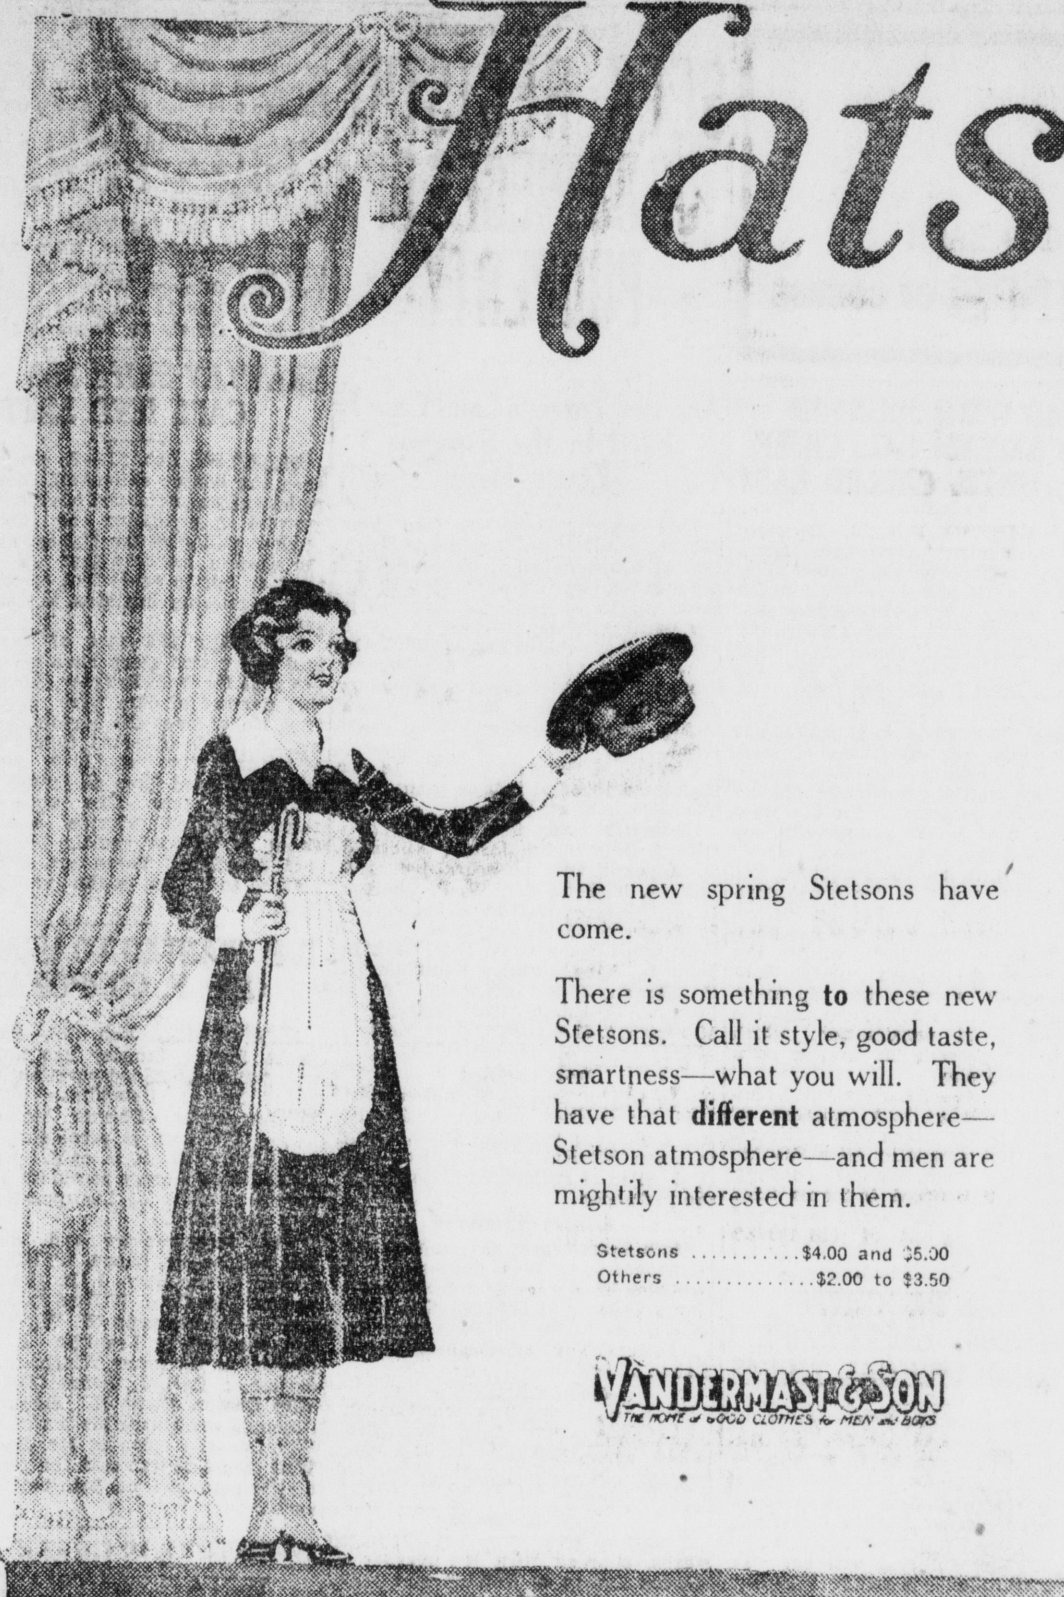 Hats
The new spring Stetsons have
come.
There is something to these new
Stetsons. Call it style, good taste,
smartness—what you will. They
have that different atmosphere—
Stetson atmosphere—and men are
mightily interested in them.
Stetsons ...........$4.00 and $5.00
Others ..............$2.00 to $3.50
VANDERMAST & SON
THE HOME of GOOD CLOTHES for MEN and BOYS